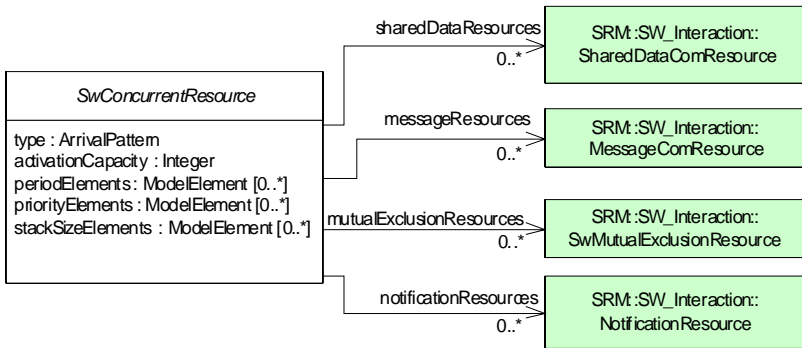 sharedDataResources
0..*
SRM::SW_Interaction::
SharedDataComResource
SwConcurrentResource
type : ArrivalPattern
activationCapacity : Integer
periodElements : ModelElement [0..*]
priorityElements : ModelElement [0..*]
stackSizeElements : ModelElement [0..*]
messageResources
0..*
SRM::SW_Interaction::
MessageComResource
mutualExclusionResources
0..*
SRM::SW_Interaction::
SwMutualExclusionResource
notificationResources
0..*
SRM::SW_Interaction::
NotificationResource